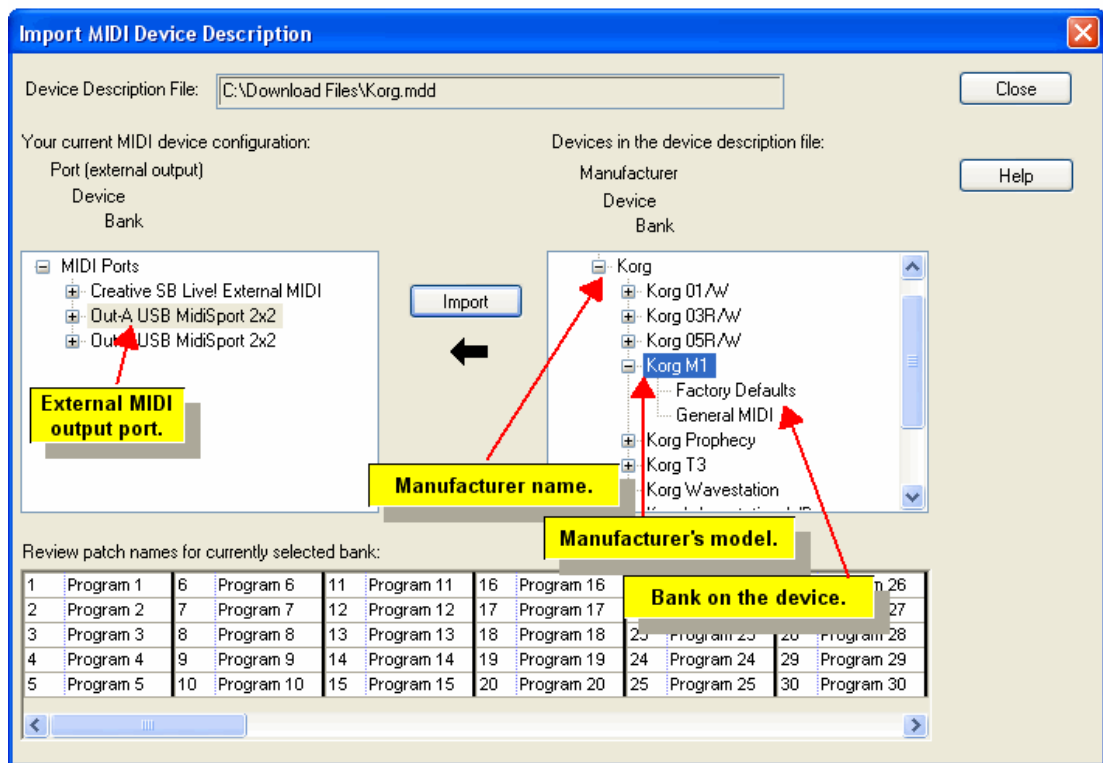 Import MIDI Device Description
Device Description File: C:\Download Files\Korg.mdd
Close
Your current MIDI device configuration:
Port (external output)
Device
Bank
Devices in the device description file:
Manufacturer
Device
Bank
Help
MIDI Ports
Creative SB Live! External MIDI
Out-A USB MidiSport 2x2
USB MidiSport 2x2
External MIDI
output port.
Import
Korg
Korg 01/W
Korg 03R/W
Korg 05R/W
Korg M1
Factory Defaults
General MIDI
Korg Prophecy
Korg T3
Korg Wavestation
Manufacturer name.
Manufacturer's model.
Bank on the device.
Review patch names for currently selected bank:
1 Program 1 6 Program 6 11 Program 11 16 Program 16 26
2 Program 2 7 Program 7 12 Program 12 17 Program 17 27
3 Program 3 8 Program 8 13 Program 13 18 Program 18 23 Program 23 28 Program 28
4 Program 4 9 Program 9 14 Program 14 19 Program 19 24 Program 24 29 Program 29
5 Program 5 10 Program 10 15 Program 15 20 Program 20 25 Program 25 30 Program 30